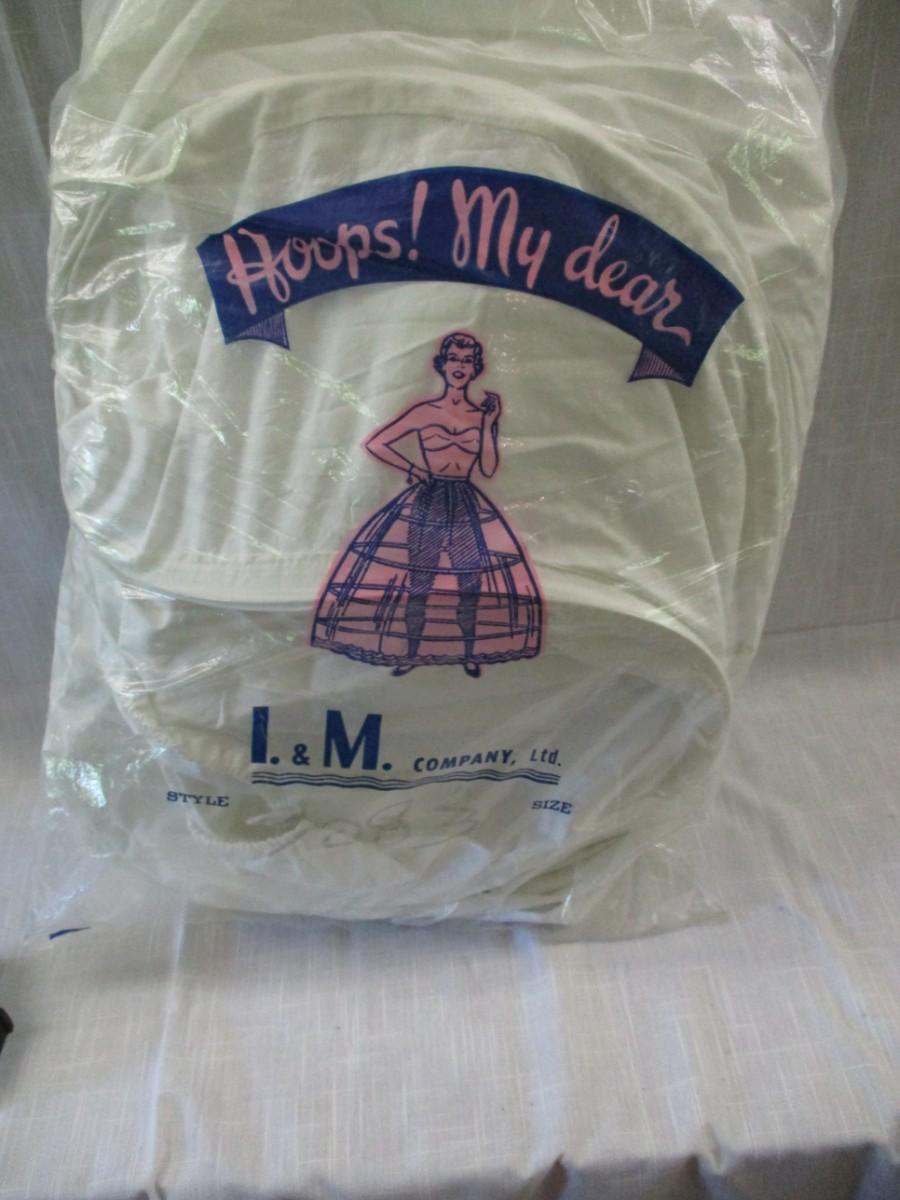 Hoops! My dear
I. & M. COMPANY, Ltd.
STYLE SIZE